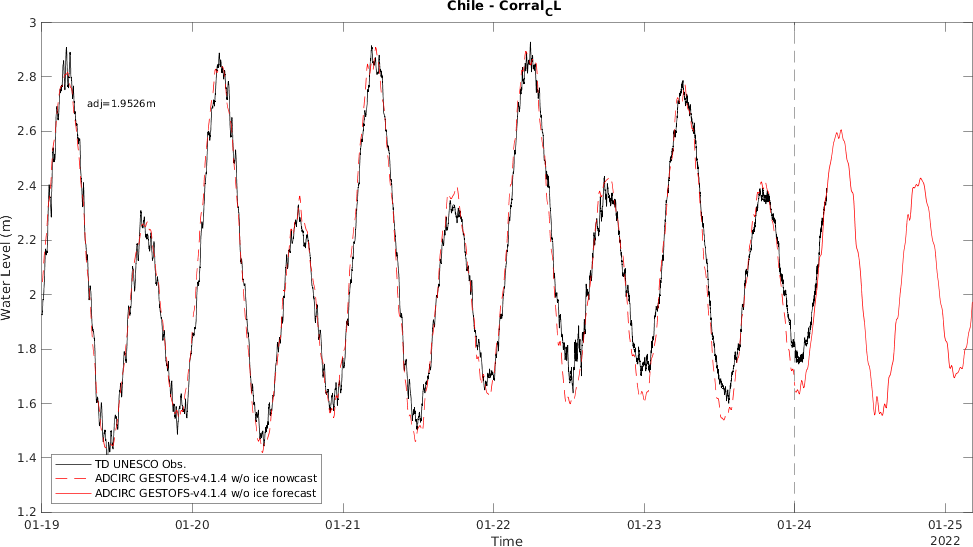 Chile - Corral_CL
3
2.8
2.6
2.4
2.2
2
1.8
1.6
1.4
1.2
Water Level (m)
adj=1.9526m
TD UNESCO Obs.
ADCIRC GESTOFS-v4.1.4 w/o ice nowcast
ADCIRC GESTOFS-v4.1.4 w/o ice forecast
01-19 01-20 01-21 01-22 01-23 01-24 01-25
Time 2022